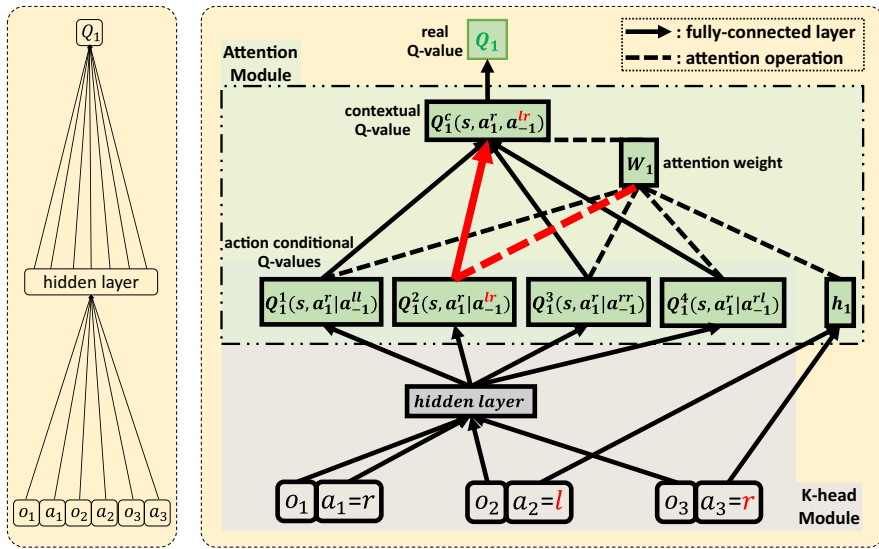 Q₁
hidden layer
o₁ a₁ o₂ a₂ o₃ a₃
real
Q-value
Q₁
: fully-connected layer
: attention operation
Attention
Module
contextual
Q-value
Q₁ᶜ(s, a₁ʳ, a₋₁ˡʳ)
W₁
attention weight
action conditional
Q-values
Q₁¹(s, a₁ʳ|a₋₁ˡˡ)
Q₁²(s, a₁ʳ|a₋₁ˡʳ)
Q₁³(s, a₁ʳ|a₋₁ʳʳ)
Q₁⁴(s, a₁ʳ|a₋₁ʳˡ)
h₁
hidden layer
o₁ a₁=r
o₂ a₂=l
o₃ a₃=r
K-head
Module